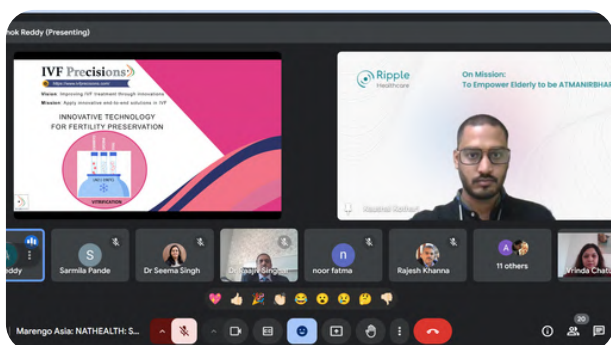 nok Reddy (Presenting)
IVF Precisions
Vision: Improving IVF treatment through innovations
Mission: Apply innovative end-to-end solutions in IVF
INNOVATIVE TECHNOLOGY
FOR FERTILITY PRESERVATION
VITRIFICATION
Ripple
Healthcare
On Mission:
To Empower Elderly to be ATMANIRBHAR
eddy
S
Sarmila Pande
Dr Seema Singh
n
noor fatma
Rajesh Khanna
A
11 others
Vrinda Chatu
Marengo Asia: NATHEALTH: S...
20